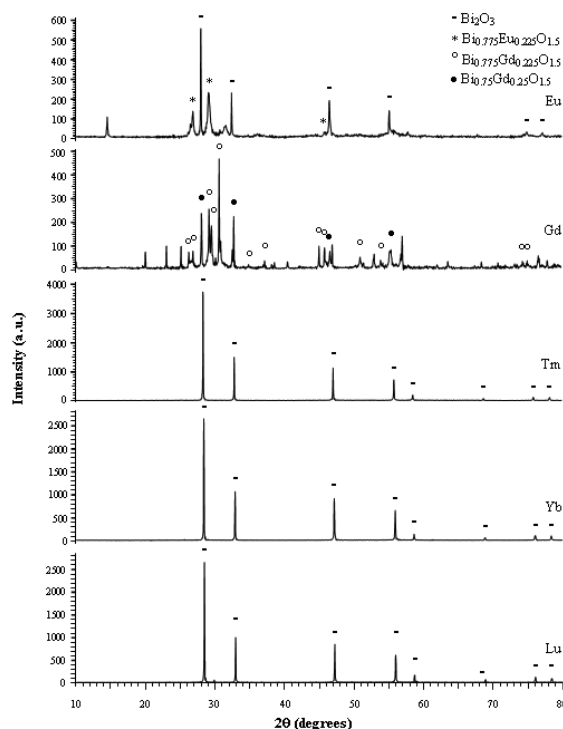 - Bi2O3
* Bi0.775Eu0.225O1.5
○ Bi0.775Gd0.225O1.5
● Bi0.75Gd0.25O1.5
Eu
600
500
400
300
200
100
0
Gd
500
400
300
200
100
0
Tm
4000
3000
2000
1000
0
Yb
2500
2000
1500
1000
500
0
Lu
2500
2000
1500
1000
500
0
Intensity (a.u.)
10 20 30 40 50 60 70 80
2θ (degrees)